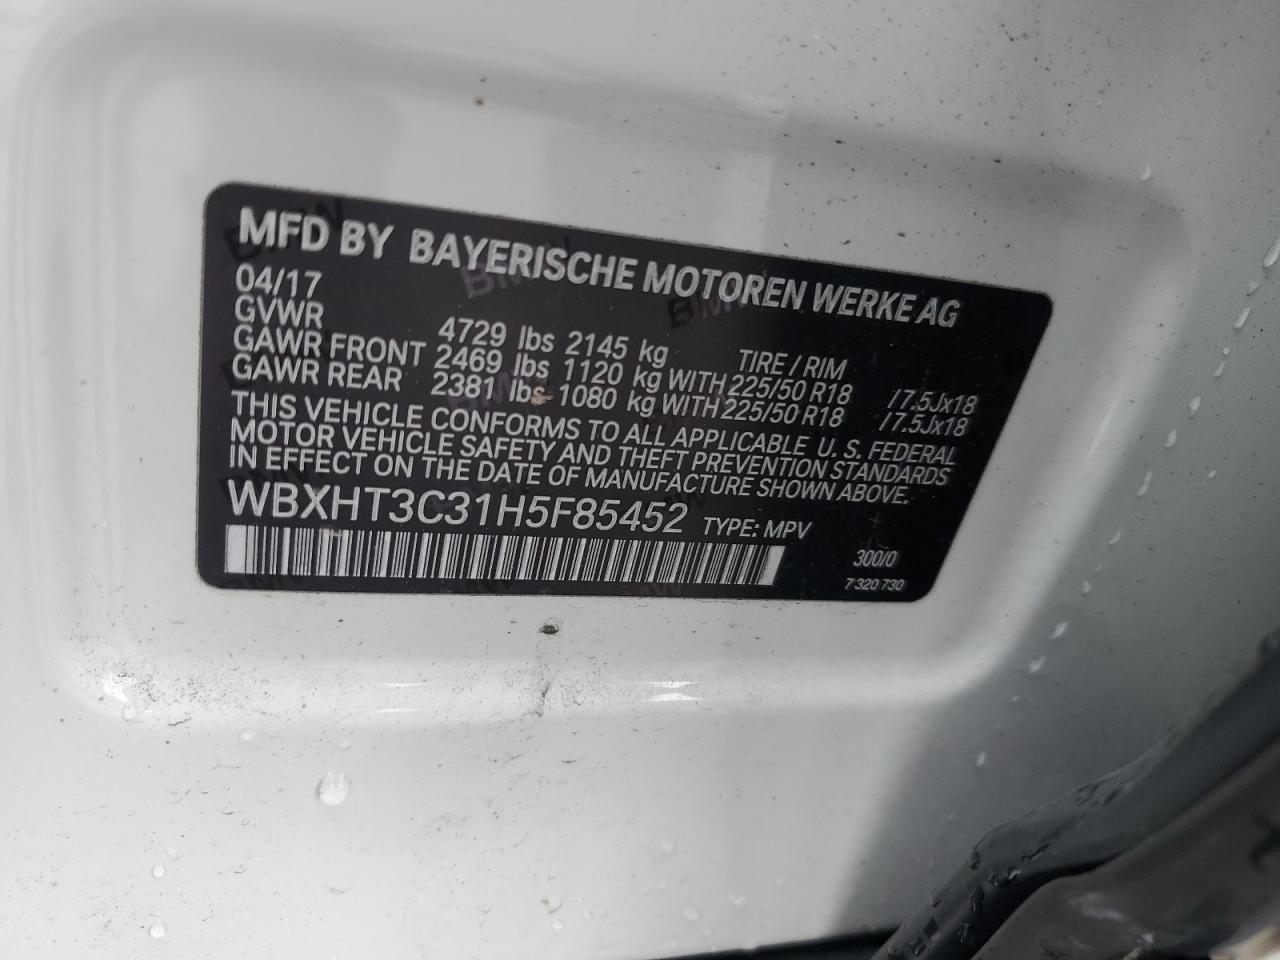 MFD BY BAYERISCHE MOTOREN WERKE AG
04/17
GVWR 4729 lbs 2145 kg TIRE / RIM
GAWR FRONT 2469 lbs 1120 kg WITH 225/50 R18 /7.5Jx18
GAWR REAR 2381 lbs 1080 kg WITH 225/50 R18 /7.5Jx18
THIS VEHICLE CONFORMS TO ALL APPLICABLE U. S. FEDERAL
MOTOR VEHICLE SAFETY AND THEFT PREVENTION STANDARDS
IN EFFECT ON THE DATE OF MANUFACTURE SHOWN ABOVE.
WBXHT3C31H5F85452 TYPE: MPV
300/0
7 320 730